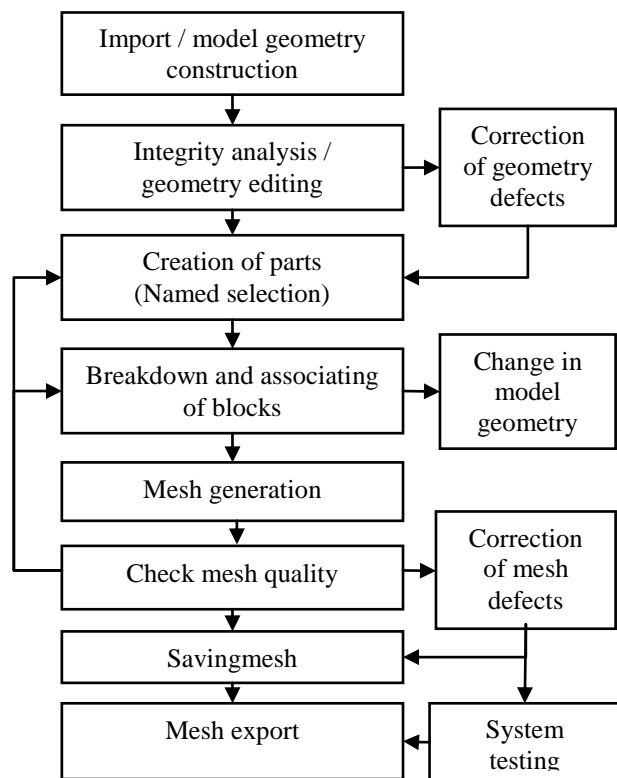 Import / model geometry
construction
Integrity analysis /
geometry editing
Correction
of geometry
defects
Creation of parts
(Named selection)
Breakdown and associating
of blocks
Change in
model
geometry
Mesh generation
Check mesh quality
Correction
of mesh
defects
Savingmesh
Mesh export
System
testing